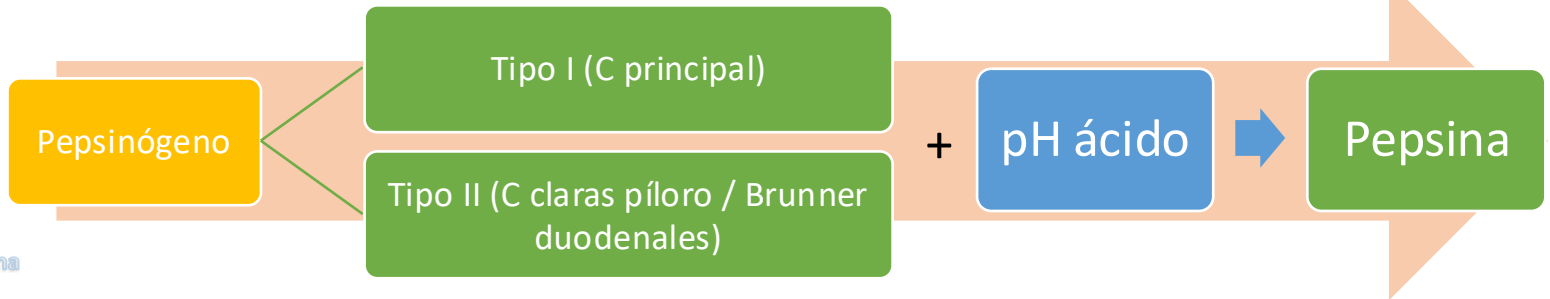 Pepsinógeno
Tipo I (C principal)
Tipo II (C claras píloro / Brunner
duodenales)
+
pH ácido
Pepsina